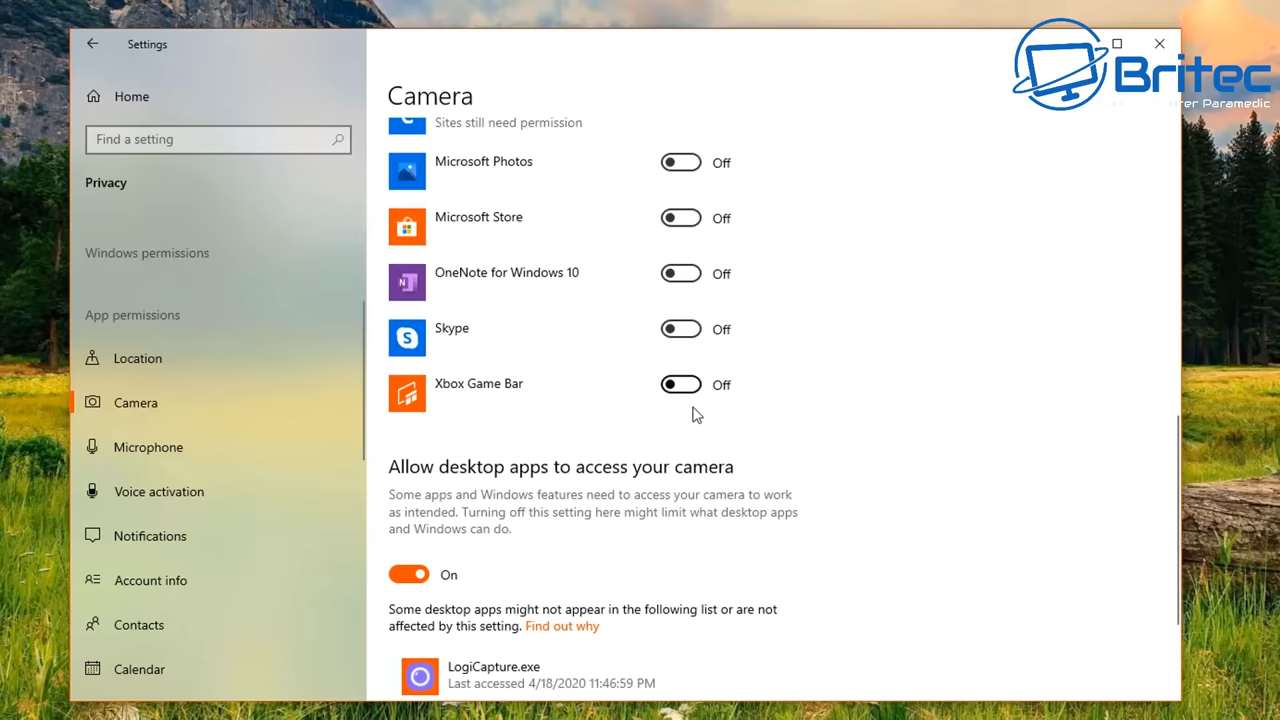 Settings
Britec
Home
Find a setting
Privacy
Windows permissions
App permissions
Location
Camera
Microphone
Voice activation
Notifications
Account info
Contacts
Calendar
Camera
Sites still need permission
Microsoft Photos
Off
Microsoft Store
Off
OneNote for Windows 10
Off
Skype
Off
Xbox Game Bar
Off
Allow desktop apps to access your camera
Some apps and Windows features need to access your camera to work
as intended. Turning off this setting here might limit what desktop apps
and Windows can do.
On
Some desktop apps might not appear in the following list or are not
affected by this setting. Find out why
LogiCapture.exe
Last accessed 4/18/2020 11:46:59 PM